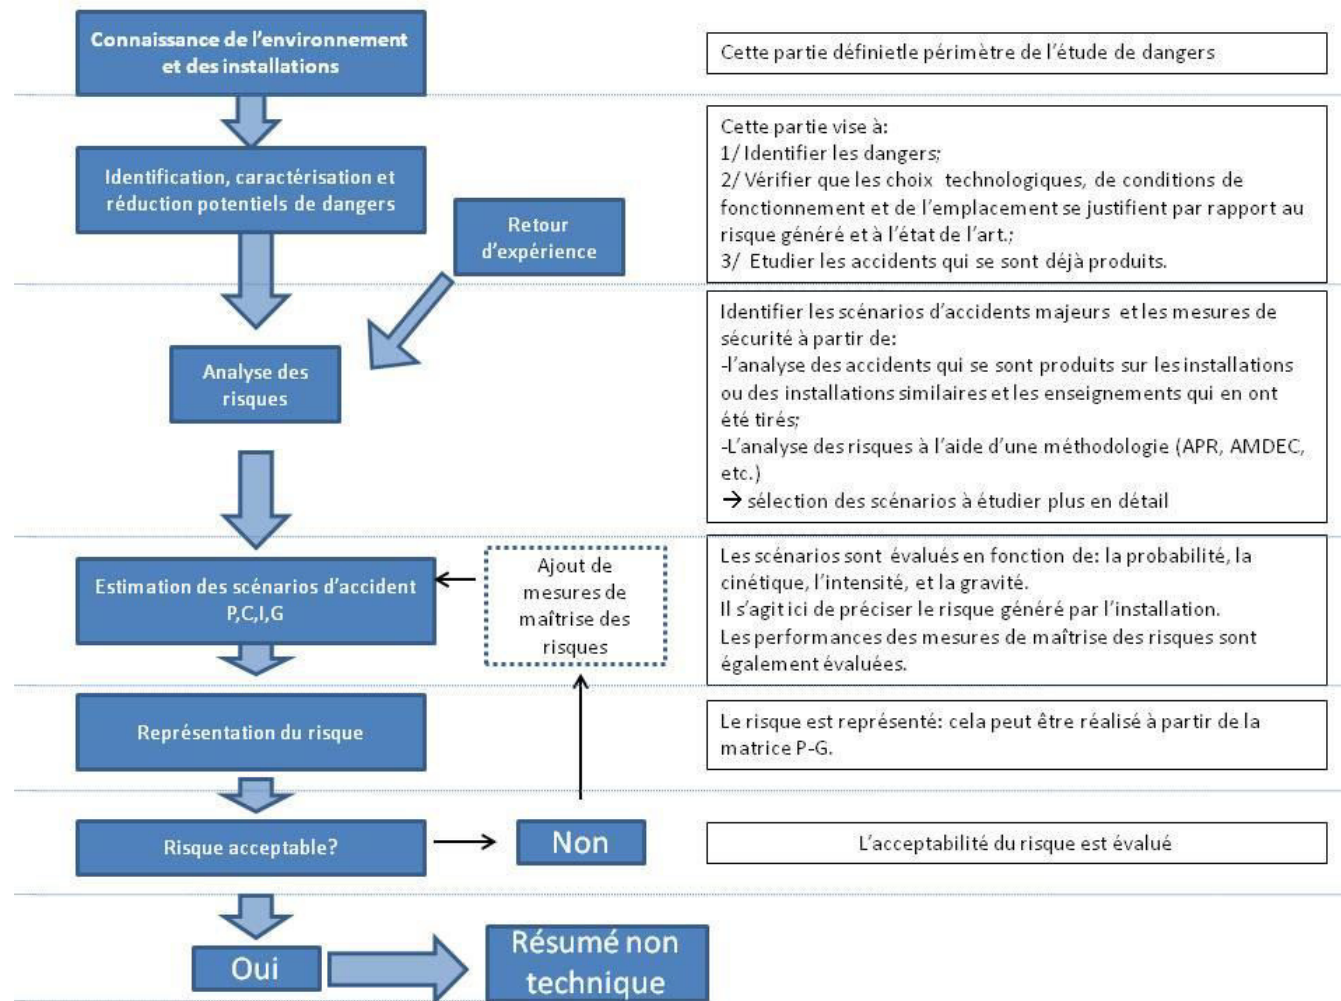 Connaissance de l'environnement
et des installations
Cette partie définietle périmètre de l'étude de dangers
Identification, caractérisation et
réduction potentiels de dangers
Retour
d'expérience
Cette partie vise à:
1/ Identifier les dangers;
2/ Vérifier que les choix technologiques, de conditions de
fonctionnement et de l'emplacement se justifient par rapport au
risque généré et à l'état de l'art.;
3/ Etudier les accidents qui se sont déjà produits.
Analyse des
risques
Identifier les scénarios d'accidents majeurs et les mesures de
sécurité à partir de:
-l'analyse des accidents qui se sont produits sur les installations
ou des installations similaires et les enseignements qui en ont
été tirés;
-L'analyse des risques à l'aide d'une méthodologie (APR, AMDEC,
etc.)
→ sélection des scénarios à étudier plus en détail
Estimation des scénarios d'accident
P,C,I,G
Ajout de
mesures de
maîtrise des
risques
Les scénarios sont évalués en fonction de: la probabilité, la
cinétique, l'intensité, et la gravité.
Il s'agit ici de préciser le risque généré par l'installation.
Les performances des mesures de maîtrise des risques sont
également évaluées.
Représentation du risque
Le risque est représenté: cela peut être réalisé à partir de la
matrice P-G.
Risque acceptable?
Non
L'acceptabilité du risque est évalué
Oui
Résumé non
technique